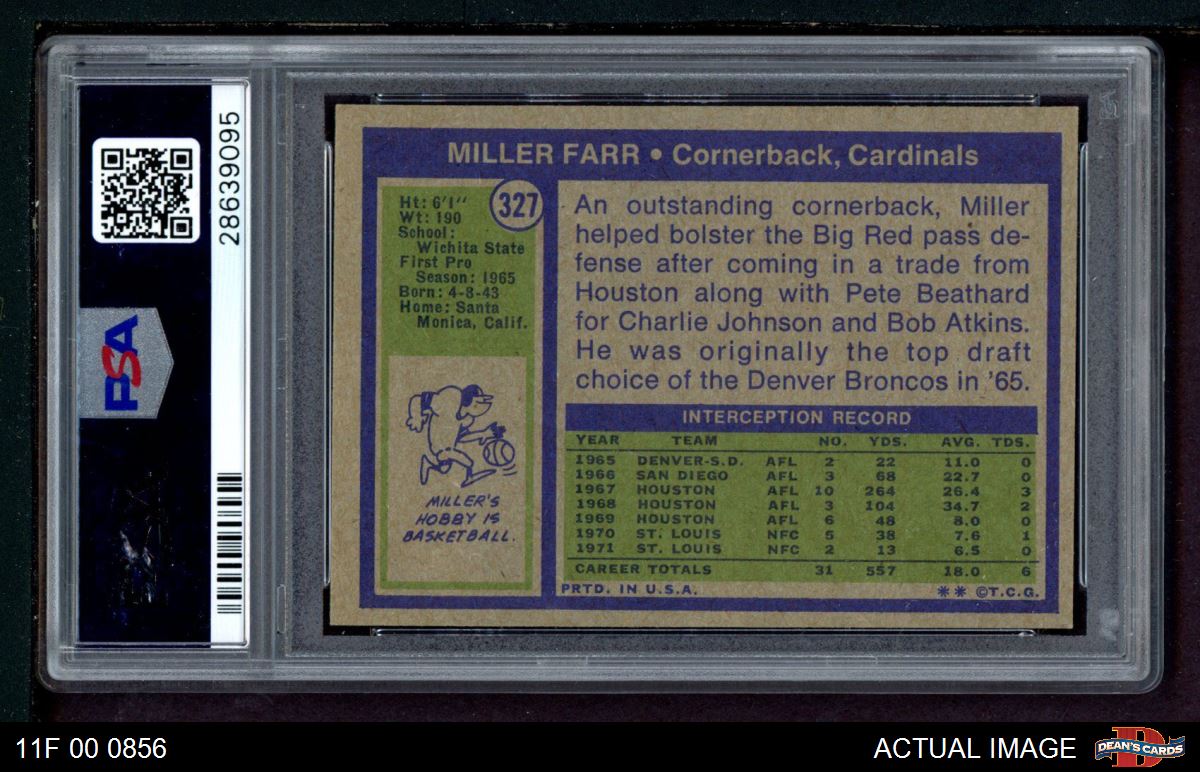 28639095
PSA
MILLER FARR • Cornerback, Cardinals
327
Ht: 6'1''
Wt: 190
School:
Wichita State
First Pro
Season: 1965
Born: 4-8-43
Home: Santa
Monica, Calif.
MILLER'S
HOBBY IS
BASKETBALL.
An outstanding cornerback, Miller
helped bolster the Big Red pass de-
fense after coming in a trade from
Houston along with Pete Beathard
for Charlie Johnson and Bob Atkins.
He was originally the top draft
choice of the Denver Broncos in '65.
INTERCEPTION RECORD
YEAR TEAM NO. YDS. AVG. TDS.
1965 DENVER-S.D. AFL 2 22 11.0 0
1966 SAN DIEGO AFL 3 68 22.7 0
1967 HOUSTON AFL 10 264 26.4 3
1968 HOUSTON AFL 3 104 34.7 2
1969 HOUSTON AFL 6 48 8.0 0
1970 ST. LOUIS NFC 5 38 7.6 1
1971 ST. LOUIS NFC 2 13 6.5 0
CAREER TOTALS 31 557 18.0 6
PRTD. IN U.S.A. ** ©T.C.G.
11F 00 0856
ACTUAL IMAGE
DEAN'S CARDS